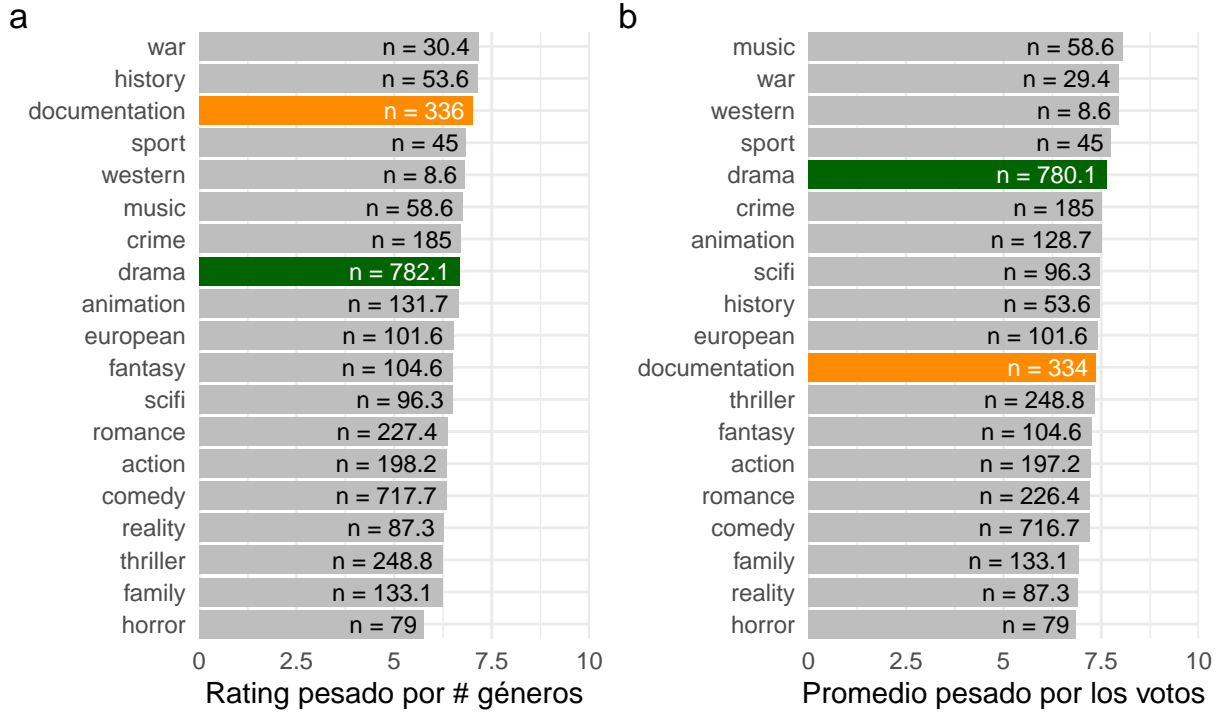 a
war n = 30.4
history n = 53.6
documentation n = 336
sport n = 45
western n = 8.6
music n = 58.6
crime n = 185
drama n = 782.1
animation n = 131.7
european n = 101.6
fantasy n = 104.6
scifi n = 96.3
romance n = 227.4
action n = 198.2
comedy n = 717.7
reality n = 87.3
thriller n = 248.8
family n = 133.1
horror n = 79
0 2.5 5 7.5 10
Rating pesado por # géneros
b
music n = 58.6
war n = 29.4
western n = 8.6
sport n = 45
drama n = 780.1
crime n = 185
animation n = 128.7
scifi n = 96.3
history n = 53.6
european n = 101.6
documentation n = 334
thriller n = 248.8
fantasy n = 104.6
action n = 197.2
romance n = 226.4
comedy n = 716.7
family n = 133.1
reality n = 87.3
horror n = 79
0 2.5 5 7.5 10
Promedio pesado por los votos